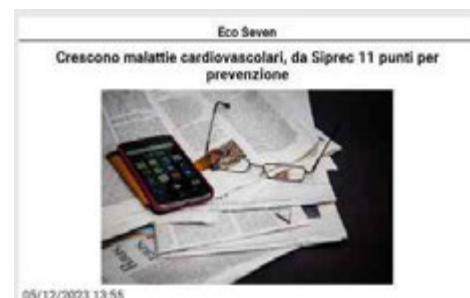 Eco Seven
Crescono malattie cardiovascolari, da Siprec 11 punti per
prevenzione
05/12/2023 13:55